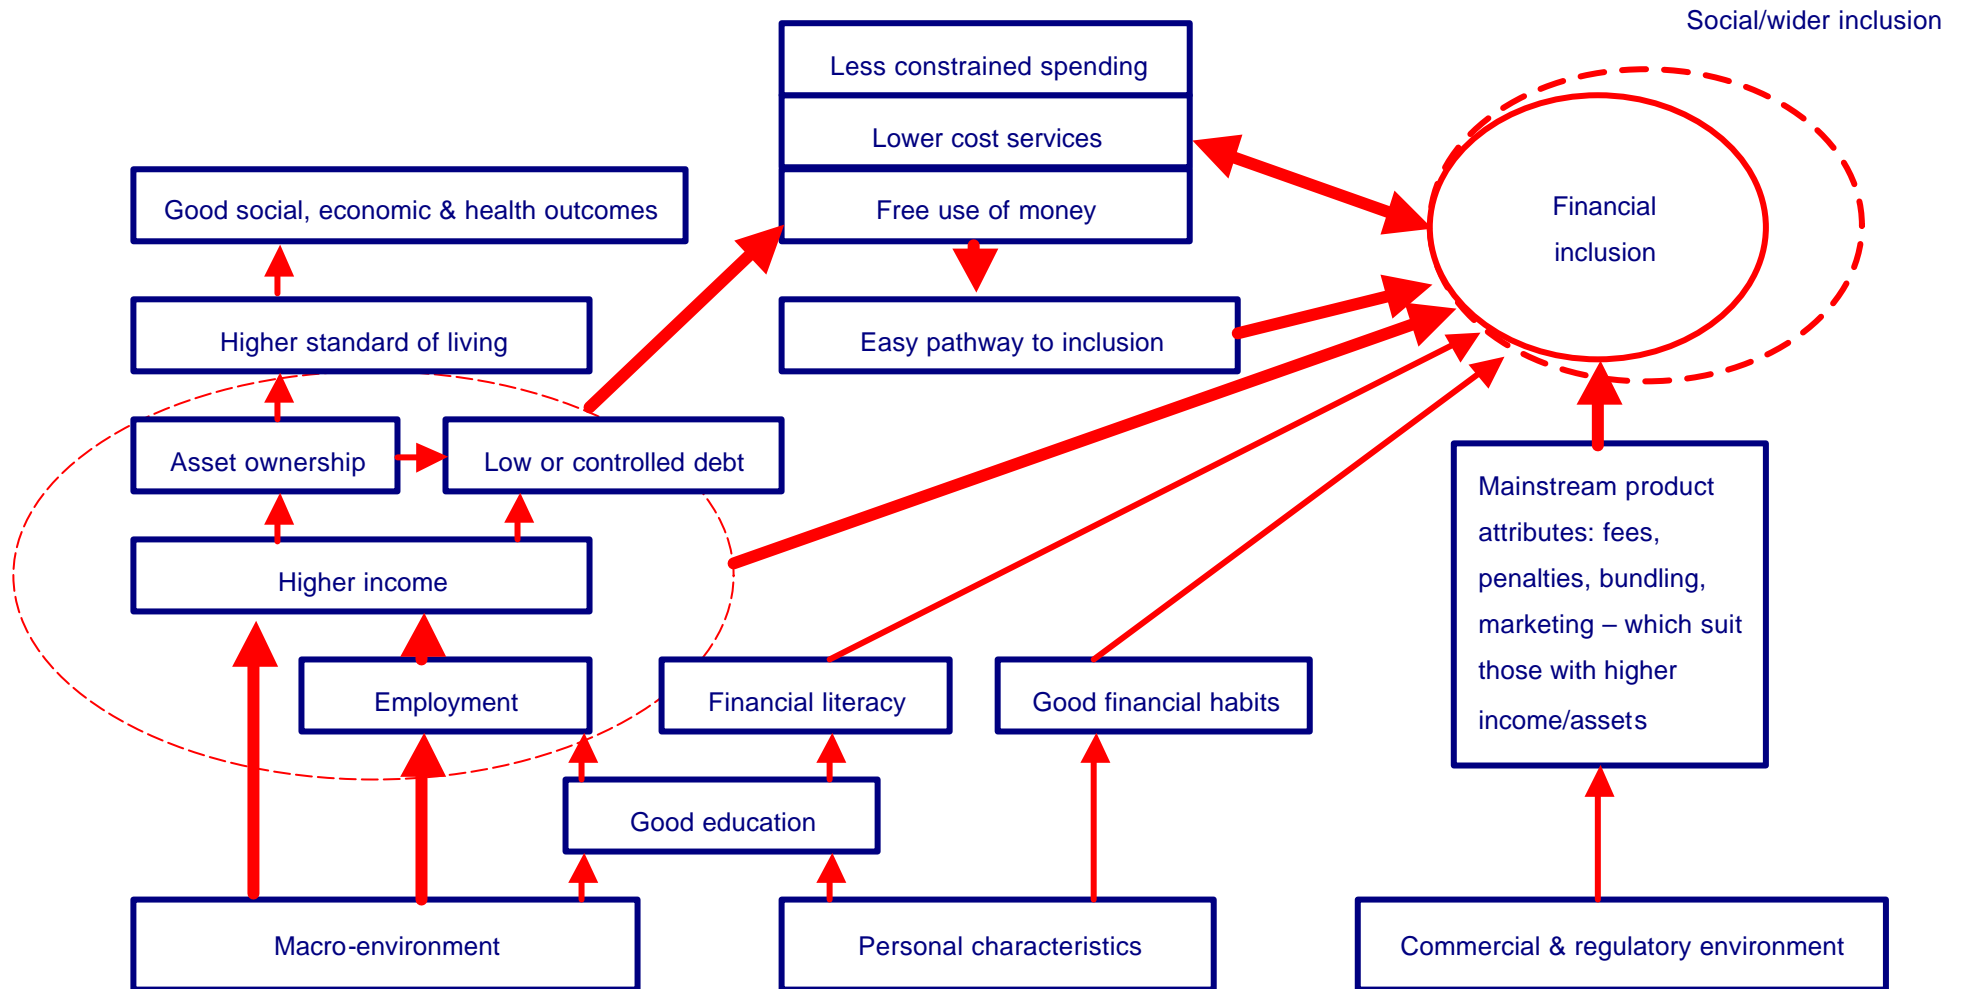 Social/wider inclusion
Less constrained spending
Lower cost services
Free use of money
Good social, economic & health outcomes
Financial
inclusion
Higher standard of living
Easy pathway to inclusion
Asset ownership
Low or controlled debt
Mainstream product
attributes: fees,
penalties, bundling,
marketing – which suit
those with higher
income/assets
Higher income
Employment
Financial literacy
Good financial habits
Good education
Macro-environment
Personal characteristics
Commercial & regulatory environment